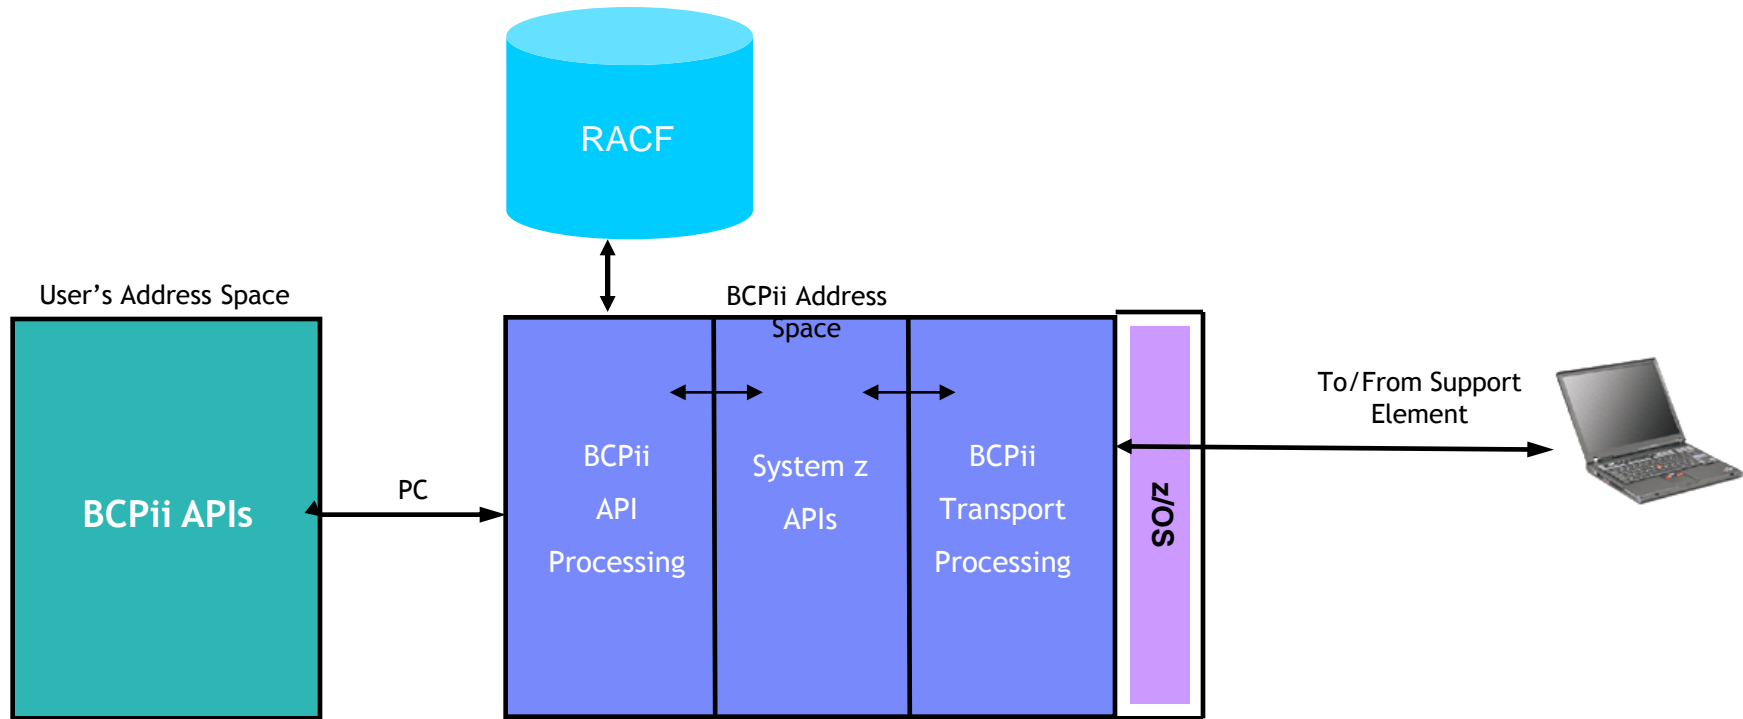 RACF
User’s Address Space
BCPii Address
Space
To/From Support
Element
BCPii APIs
PC
BCPii
API
Processing
System z
APIs
BCPii
Transport
Processing
z/OS